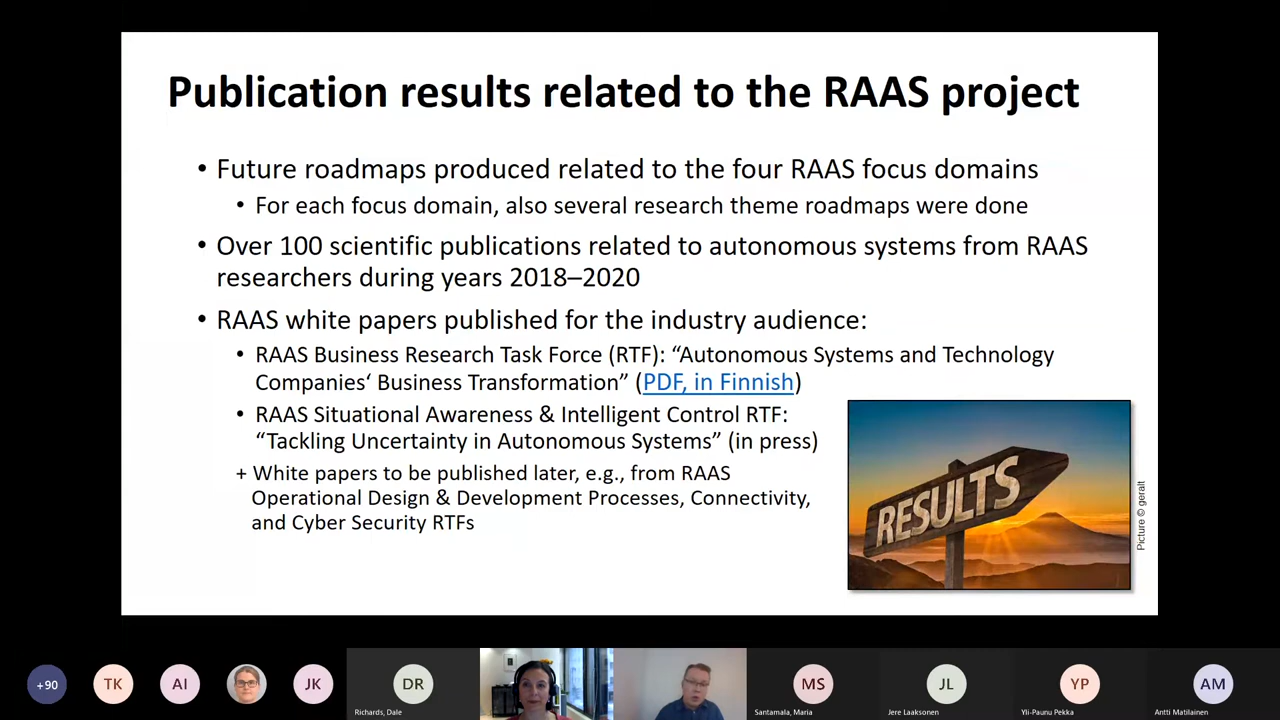 Publication results related to the RAAS project
• Future roadmaps produced related to the four RAAS focus domains
• For each focus domain, also several research theme roadmaps were done
• Over 100 scientific publications related to autonomous systems from RAAS
researchers during years 2018–2020
• RAAS white papers published for the industry audience:
• RAAS Business Research Task Force (RTF): “Autonomous Systems and Technology
Companies‘ Business Transformation” (PDF, in Finnish)
• RAAS Situational Awareness & Intelligent Control RTF:
“Tackling Uncertainty in Autonomous Systems” (in press)
+ White papers to be published later, e.g., from RAAS
Operational Design & Development Processes, Connectivity,
and Cyber Security RTFs
RESULTS
Picture © geralt
+90
TK
AI
JK
DR
Richards, Dale
MS
Santamala, Maria
JL
Jere Laaksonen
YP
Yli-Paunu Pekka
AM
Antti Matilainen